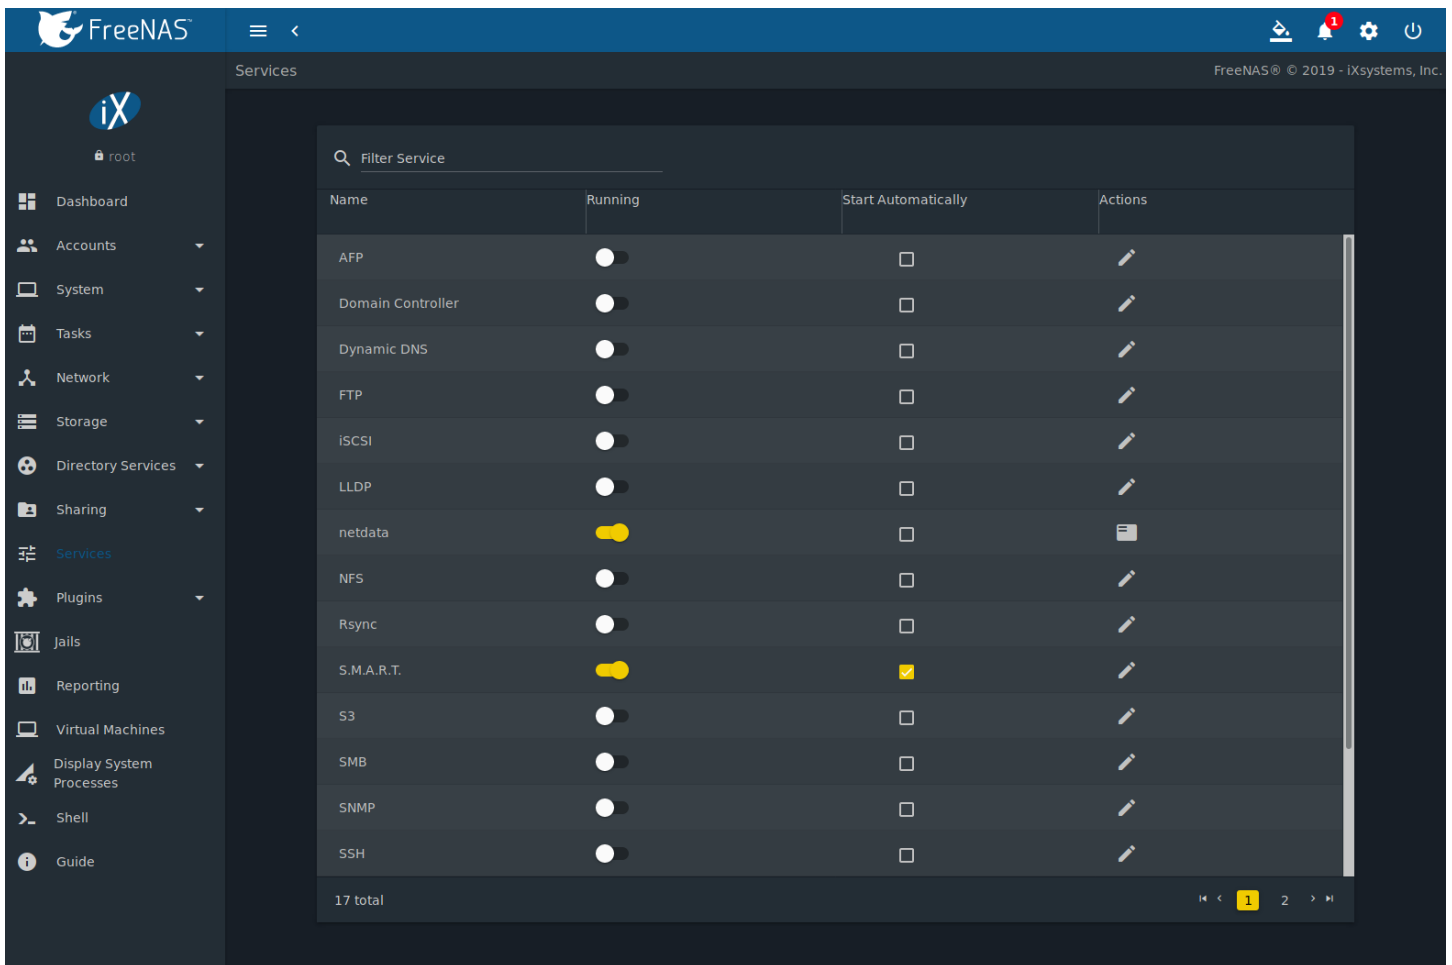 FreeNAS™
1
Services
FreeNAS® © 2019 - iXsystems, Inc.
iX
root
Dashboard
Accounts
System
Tasks
Network
Storage
Directory Services
Sharing
Services
Plugins
Jails
Reporting
Virtual Machines
Display System
Processes
Shell
Guide
Filter Service
Name Running Start Automatically Actions
AFP
Domain Controller
Dynamic DNS
FTP
iSCSI
LLDP
netdata
NFS
Rsync
S.M.A.R.T.
S3
SMB
SNMP
SSH
17 total 1 2